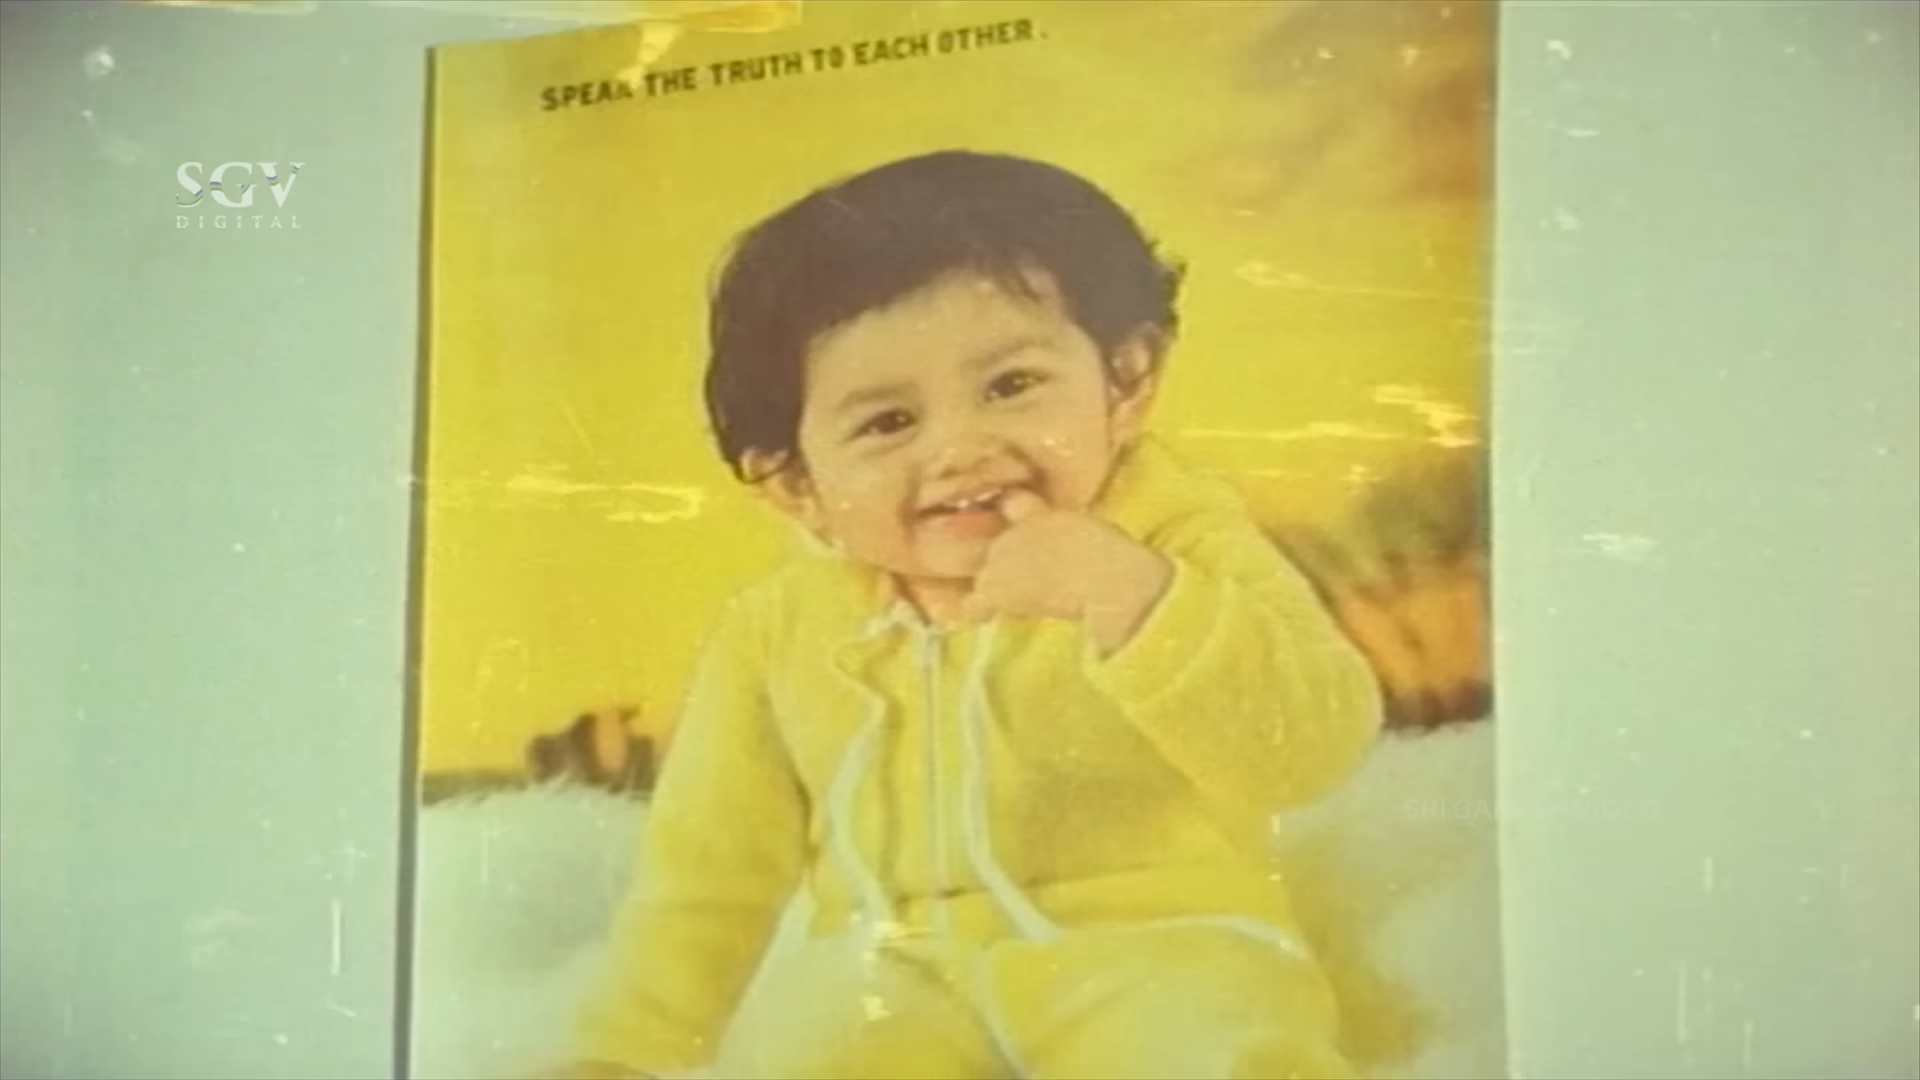 SPEAK THE TRUTH TO EACH OTHER.
SGV
DIGITAL